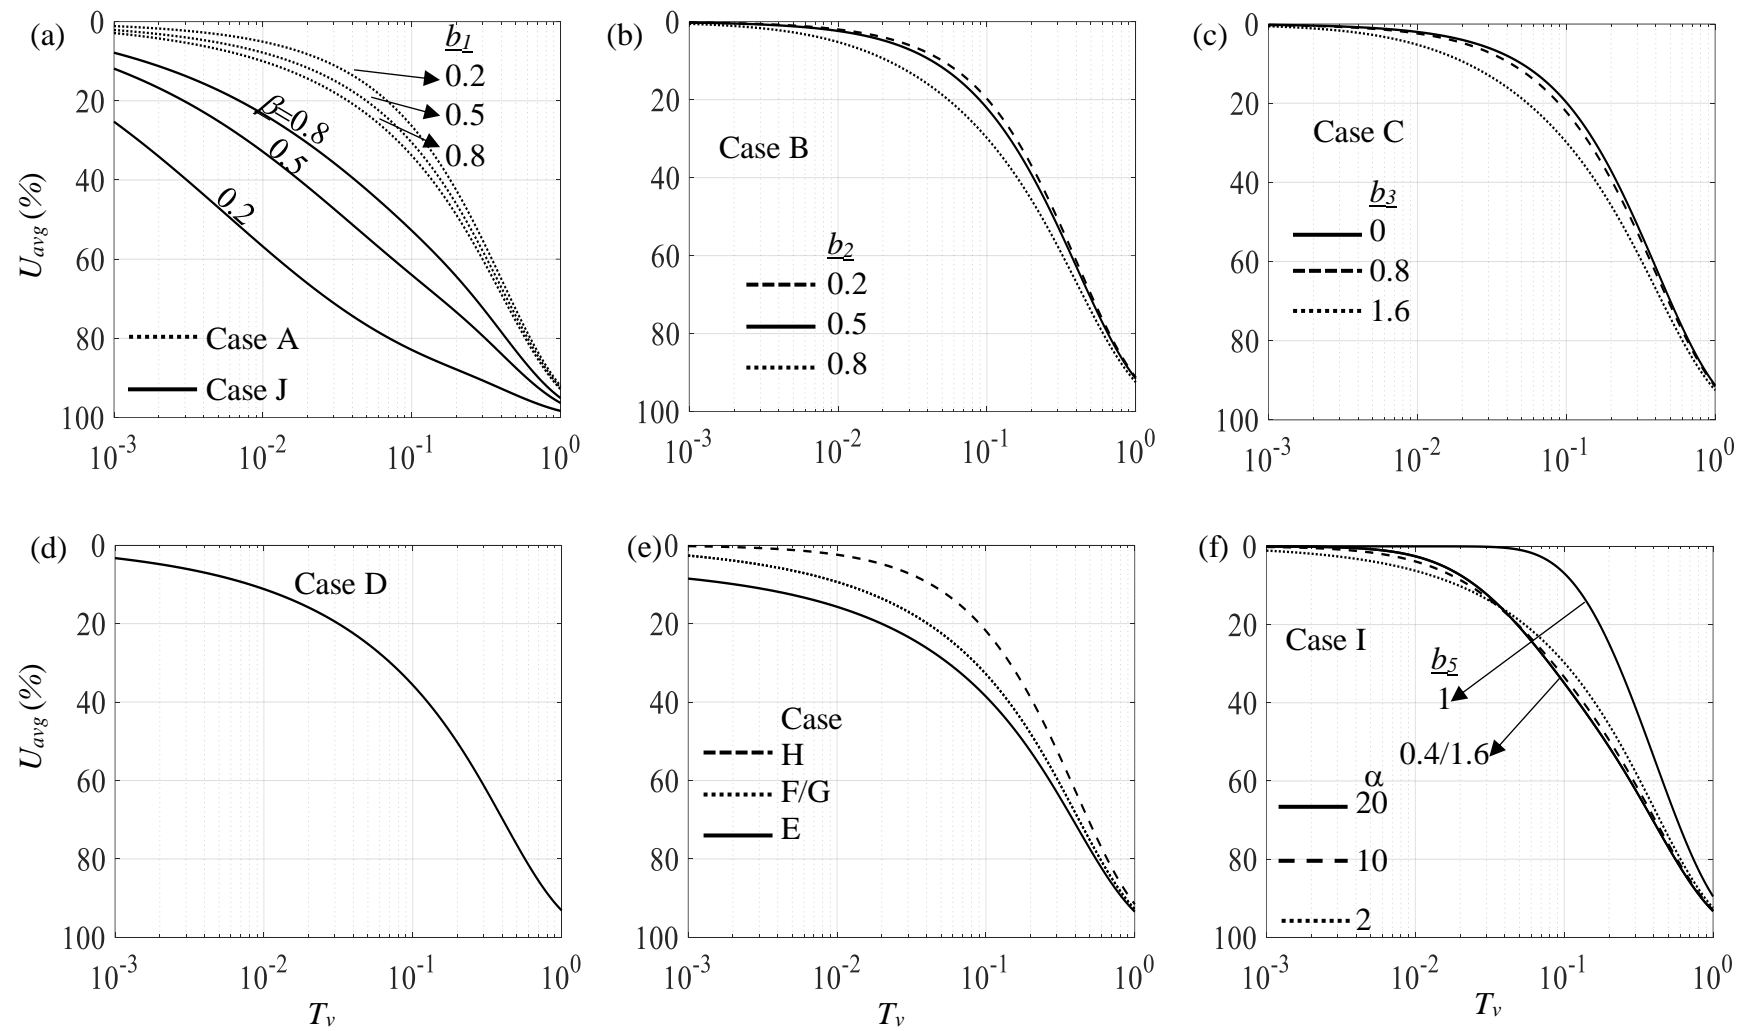 (a)
0
20
40
60
80
100
U_avg (%)
b_1
0.2
0.5
0.8
β=0.8
0.5
0.2
Case A
Case J
10^-3
10^-2
10^-1
10^0
(b)
0
20
40
60
80
100
Case B
b_2
0.2
0.5
0.8
10^-3
10^-2
10^-1
10^0
(c)
0
20
40
60
80
100
Case C
b_3
0
0.8
1.6
10^-3
10^-2
10^-1
10^0
(d)
0
20
40
60
80
100
U_avg (%)
Case D
10^-3
10^-2
10^-1
10^0
T_v
(e)
0
20
40
60
80
100
Case
H
F/G
E
10^-3
10^-2
10^-1
10^0
T_v
(f)
0
20
40
60
80
100
Case I
b_5
1
0.4/1.6
α
20
10
2
10^-3
10^-2
10^-1
10^0
T_v